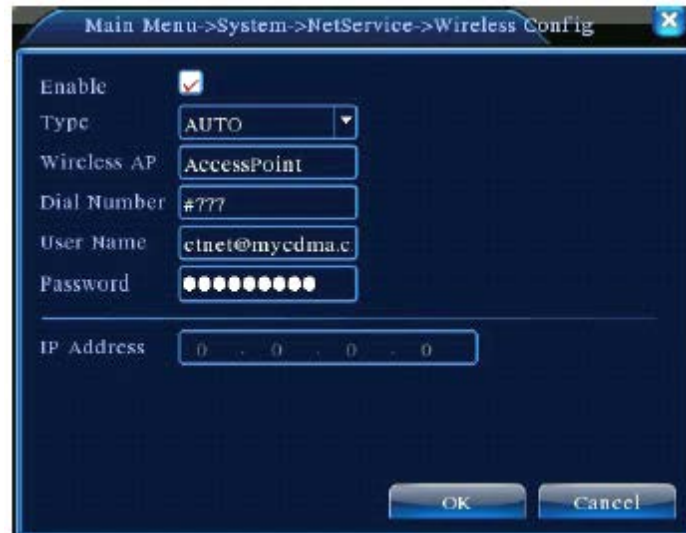 Main Menu->System->NetService->Wireless Config
Enable
Type AUTO
Wireless AP AccessPoint
Dial Number #777
User Name ctnet@mycdma.c
Password ●●●●●●●●●
IP Address 0 . 0 . 0 . 0
OK Cancel